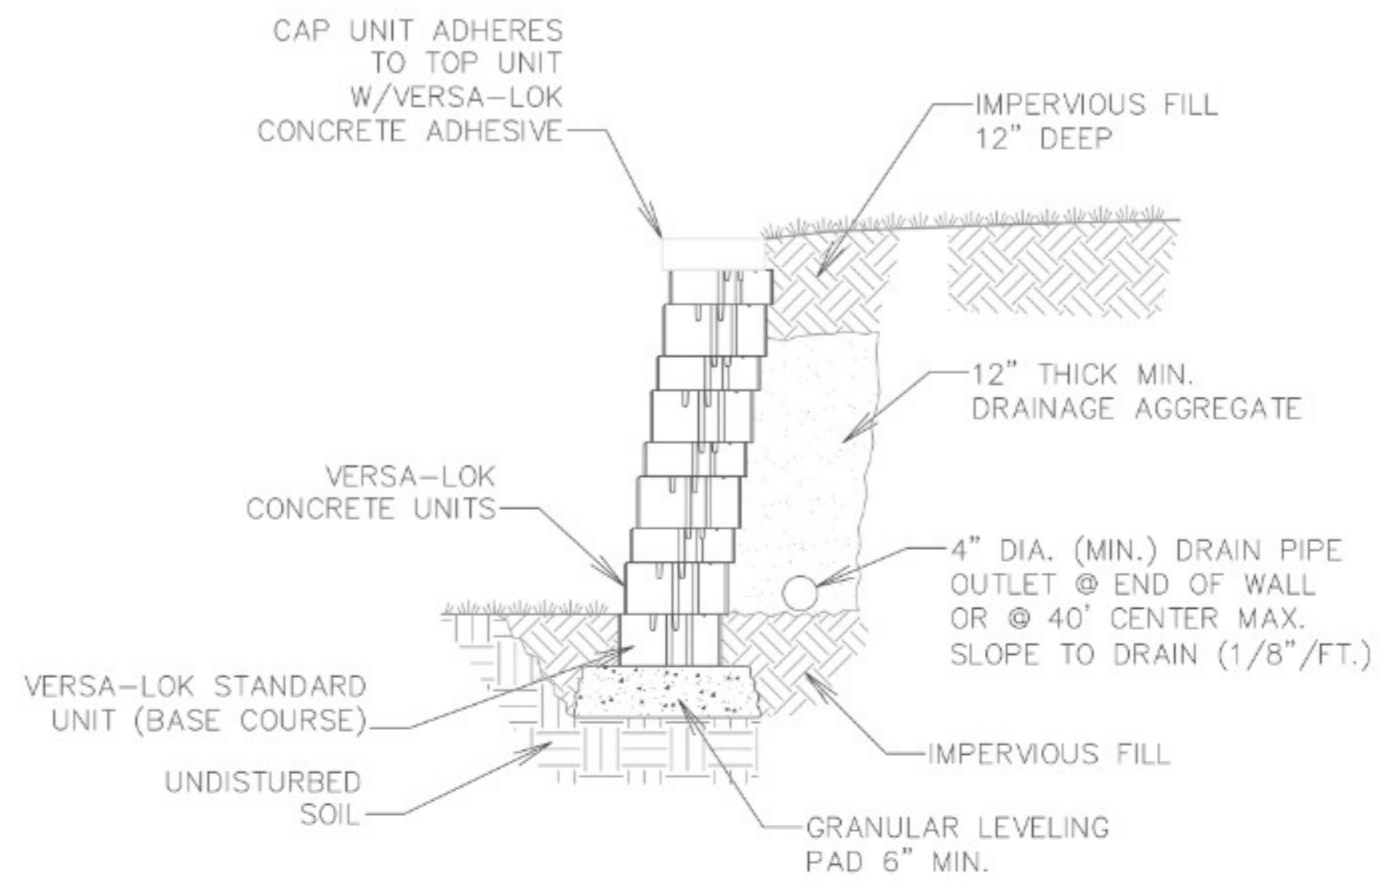 CAP UNIT ADHERES
TO TOP UNIT
W/VERSA-LOK
CONCRETE ADHESIVE
IMPERVIOUS FILL
12" DEEP
12" THICK MIN.
DRAINAGE AGGREGATE
VERSA-LOK
CONCRETE UNITS
4" DIA. (MIN.) DRAIN PIPE
OUTLET @ END OF WALL
OR @ 40' CENTER MAX.
SLOPE TO DRAIN (1/8"/FT.)
VERSA-LOK STANDARD
UNIT (BASE COURSE)
IMPERVIOUS FILL
UNDISTURBED
SOIL
GRANULAR LEVELING
PAD 6" MIN.